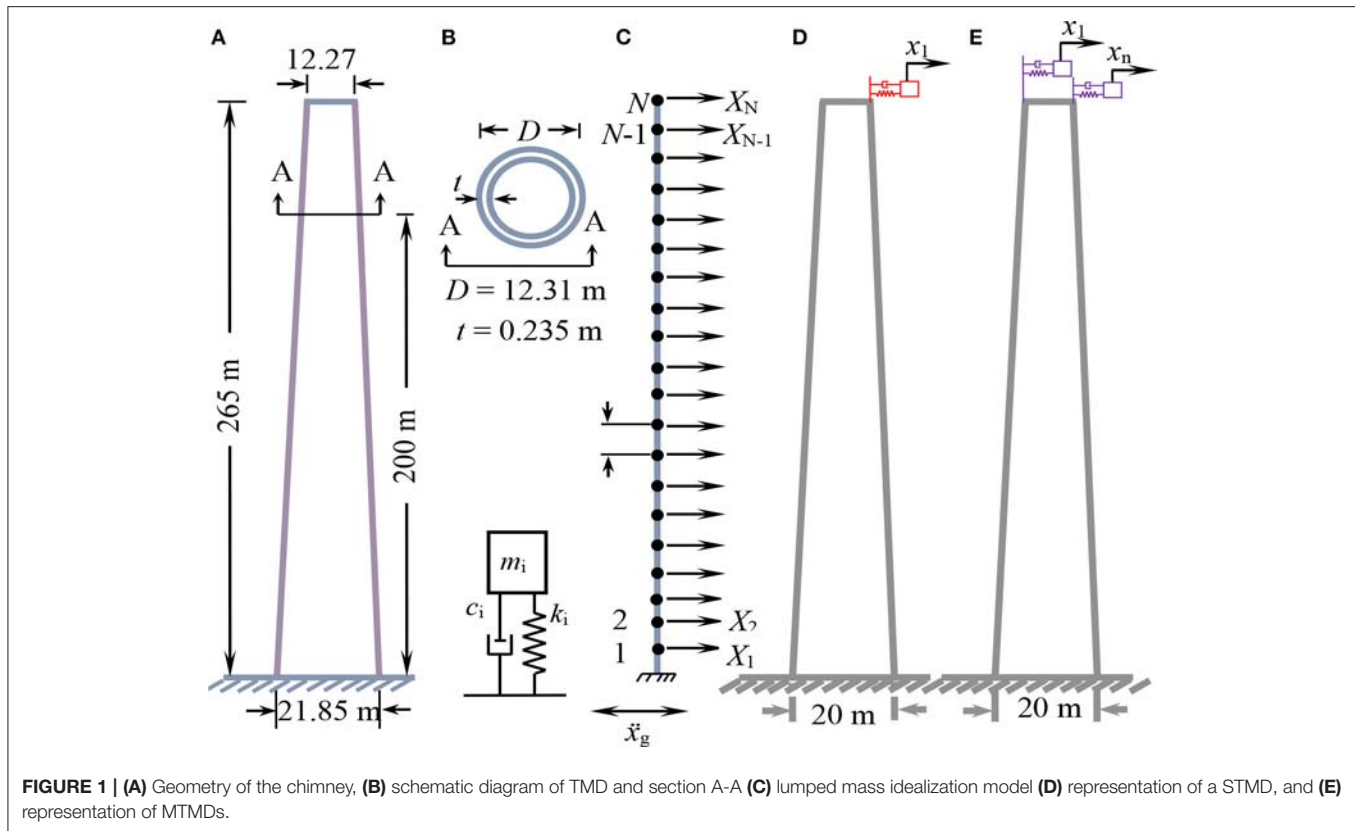 A
B
C
D
E
12.27
A
A
265 m
200 m
21.85 m
D
t
A
A
D = 12.31 m
t = 0.235 m
m_i
c_i
k_i
N
X_N
N-1
X_N-1
2
X_2
1
X_1
ẍ_g
x_1
20 m
x_1
x_n
20 m
FIGURE 1 | (A) Geometry of the chimney, (B) schematic diagram of TMD and section A-A (C) lumped mass idealization model (D) representation of a STMD, and (E)
representation of MTMDs.